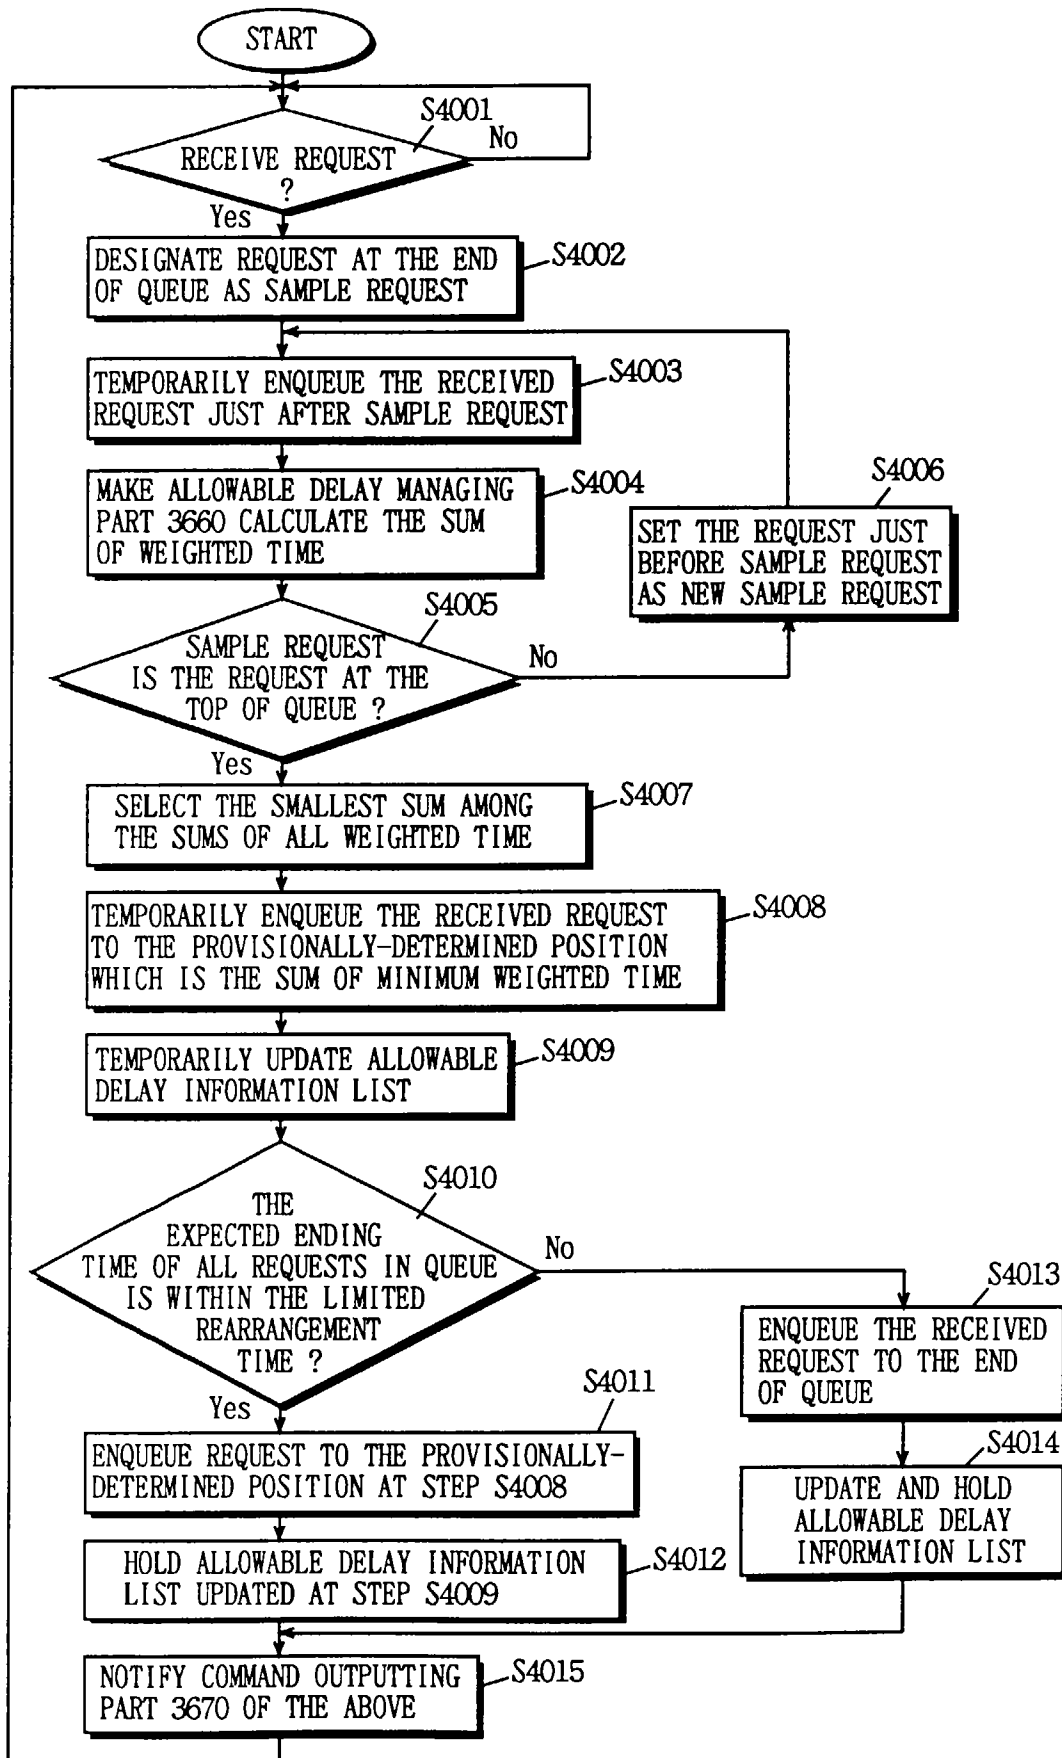 START
S4001
No
RECEIVE REQUEST
?
Yes
DESIGNATE REQUEST AT THE END
OF QUEUE AS SAMPLE REQUEST
S4002
TEMPORARILY ENQUEUE THE RECEIVED
REQUEST JUST AFTER SAMPLE REQUEST
S4003
MAKE ALLOWABLE DELAY MANAGING
PART 3660 CALCULATE THE SUM
OF WEIGHTED TIME
S4004
S4006
SET THE REQUEST JUST
BEFORE SAMPLE REQUEST
AS NEW SAMPLE REQUEST
S4005
SAMPLE REQUEST
IS THE REQUEST AT THE
TOP OF QUEUE ?
No
Yes
SELECT THE SMALLEST SUM AMONG
THE SUMS OF ALL WEIGHTED TIME
S4007
TEMPORARILY ENQUEUE THE RECEIVED REQUEST
TO THE PROVISIONALLY-DETERMINED POSITION
WHICH IS THE SUM OF MINIMUM WEIGHTED TIME
S4008
TEMPORARILY UPDATE ALLOWABLE
DELAY INFORMATION LIST
S4009
S4010
THE
EXPECTED ENDING
TIME OF ALL REQUESTS IN QUEUE
IS WITHIN THE LIMITED
REARRANGEMENT
TIME ?
No
Yes
S4013
ENQUEUE THE RECEIVED
REQUEST TO THE END
OF QUEUE
S4011
ENQUEUE REQUEST TO THE PROVISIONALLY-
DETERMINED POSITION AT STEP S4008
S4014
UPDATE AND HOLD
ALLOWABLE DELAY
INFORMATION LIST
HOLD ALLOWABLE DELAY INFORMATION
LIST UPDATED AT STEP S4009
S4012
NOTIFY COMMAND OUTPUTTING
PART 3670 OF THE ABOVE
S4015